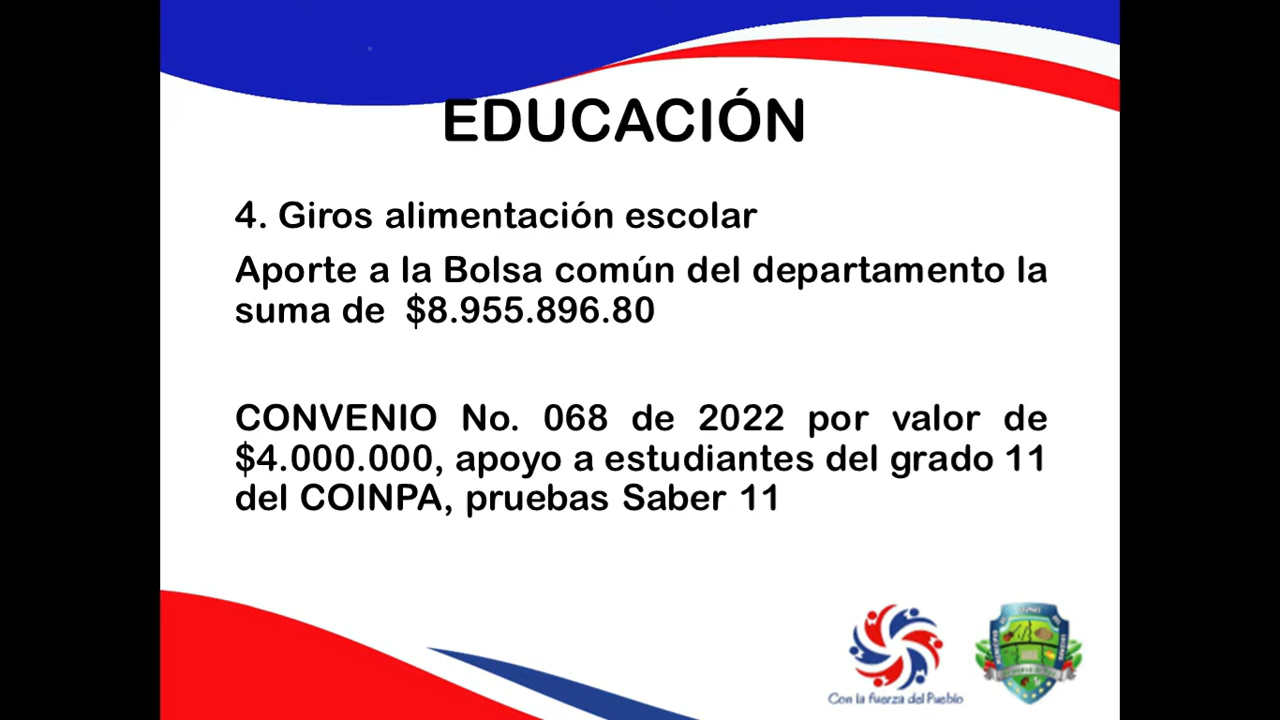 EDUCACIÓN
4. Giros alimentación escolar
Aporte a la Bolsa común del departamento la
suma de $8.955.896.80
CONVENIO No. 068 de 2022 por valor de
$4.000.000, apoyo a estudiantes del grado 11
del COINPA, pruebas Saber 11
Con la fuerza del Pueblo